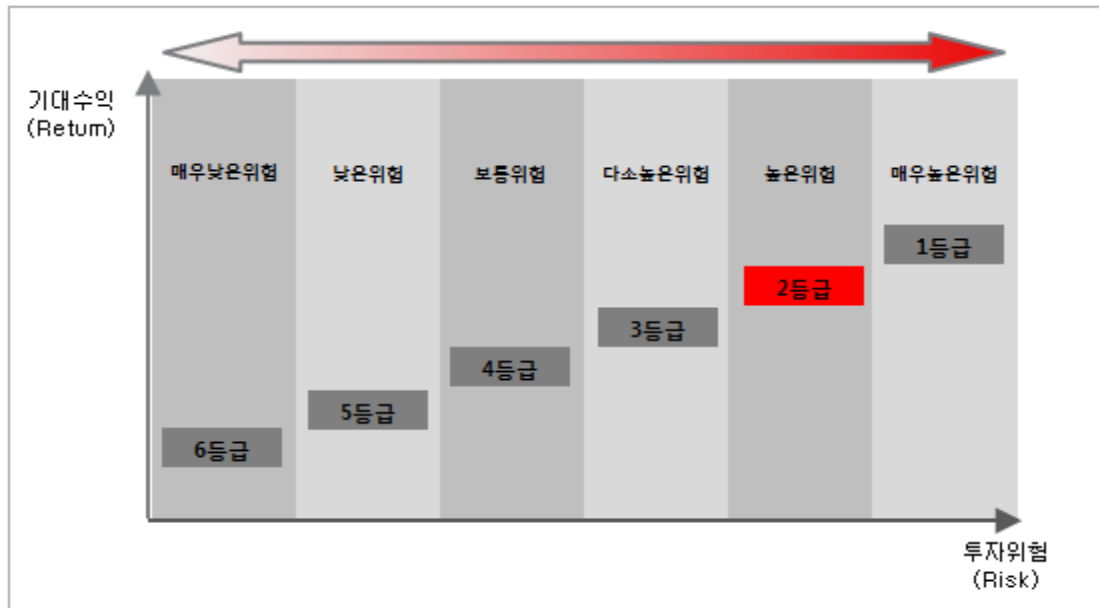 기대수익
(Retum)
매우낮은위험
낮은위험
보통위험
다소높은위험
높은위험
매우높은위험
1등급
2등급
3등급
4등급
5등급
6등급
투자위험
(Risk)